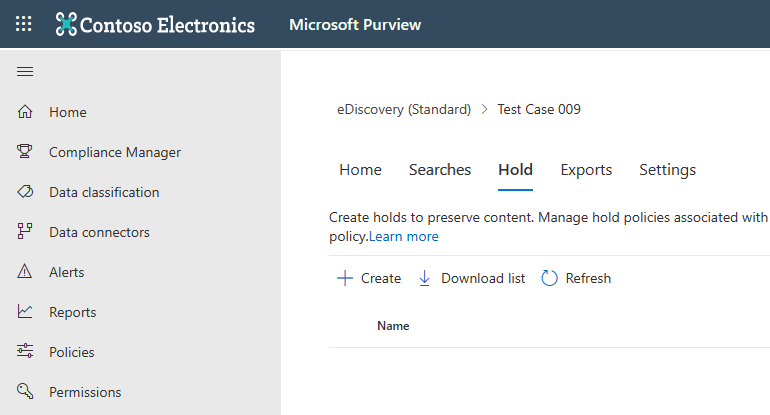 Contoso Electronics Microsoft Purview
Home
Compliance Manager
Data classification
Data connectors
Alerts
Reports
Policies
Permissions
eDiscovery (Standard) > Test Case 009
Home Searches Hold Exports Settings
Create holds to preserve content. Manage hold policies associated with
policy.Learn more
Create Download list Refresh
Name